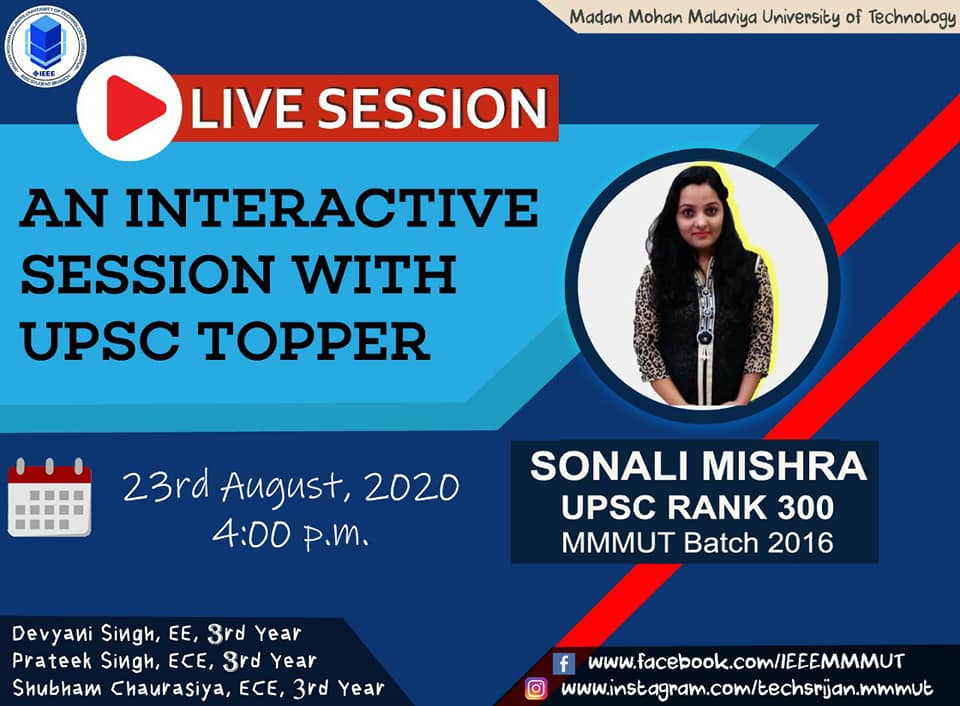 Madan Mohan Malaviya University of Technology
IEEE
LIVE SESSION
AN INTERACTIVE
SESSION WITH
UPSC TOPPER
23rd August, 2020
4:00 p.m.
SONALI MISHRA
UPSC RANK 300
MMMUT Batch 2016
Devyani Singh, EE, 3rd Year
Prateek Singh, ECE, 3rd Year
Shubham Chaurasiya, ECE, 3rd Year
www.facebook.com/IEEEMMMUT
www.instagram.com/techsrijan.mmmut